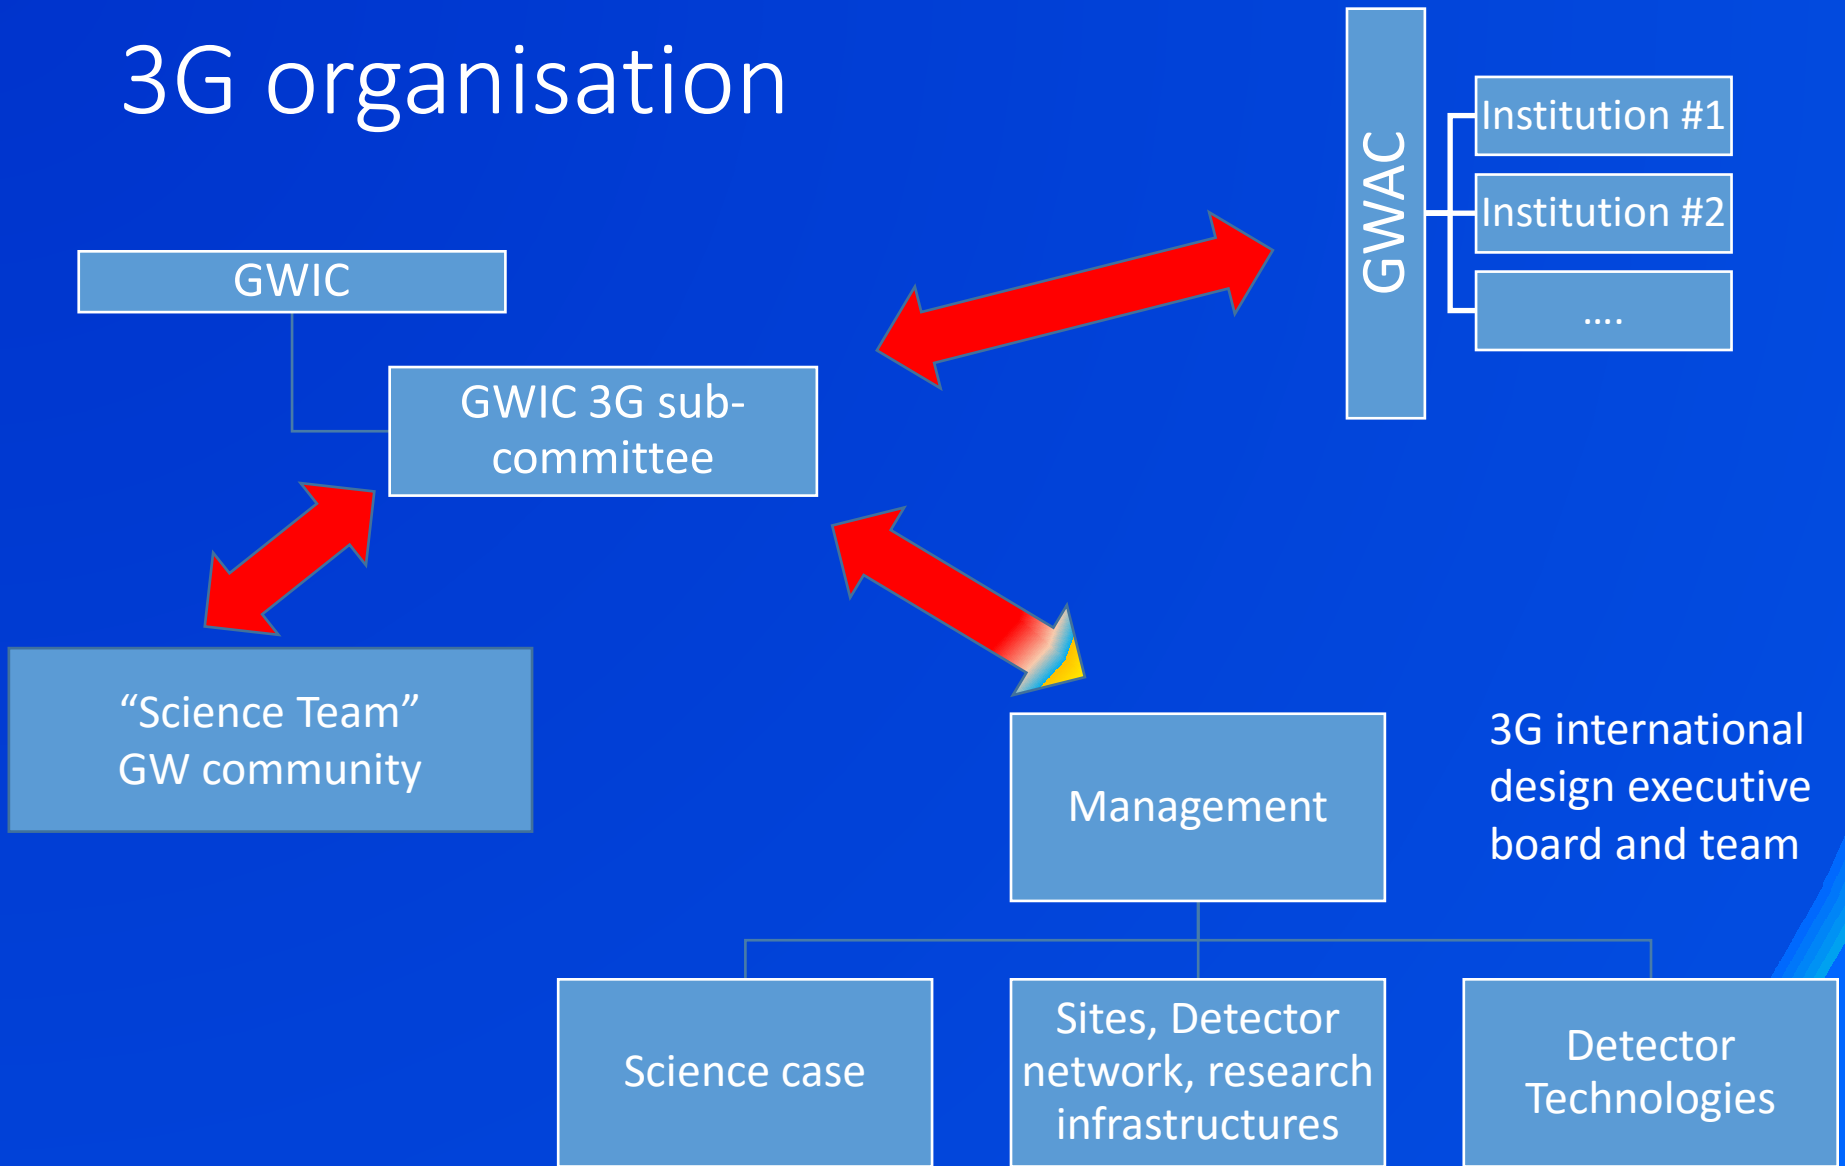 3G organisation
GWAC
Institution #1
Institution #2
....
GWIC
GWIC 3G sub-
committee
“Science Team”
GW community
Management
3G international
design executive
board and team
Science case
Sites, Detector
network, research
infrastructures
Detector
Technologies